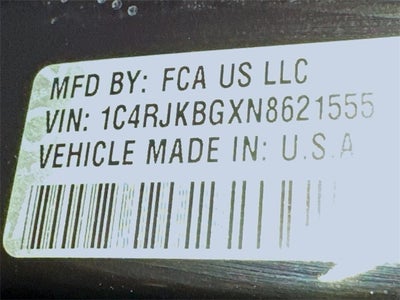 MFD BY: FCA US LLC
VIN: 1C4RJKBGXN8621555
VEHICLE MADE IN: U.S.A